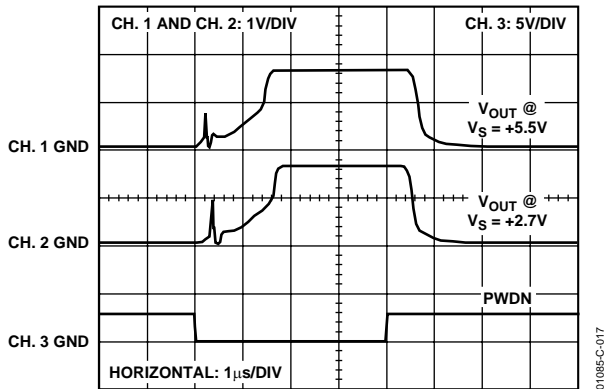 CH. 1 AND CH. 2: 1V/DIV
CH. 3: 5V/DIV
V_OUT @
V_S = +5.5V
CH. 1 GND
V_OUT @
V_S = +2.7V
CH. 2 GND
PWDN
CH. 3 GND
HORIZONTAL: 1μs/DIV
01085-C-017